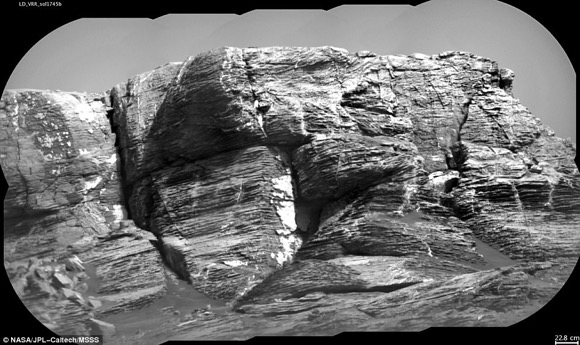 LD_VRR_sol1745b
© NASA/JPL-Caltech/MSSS
22.8 cm